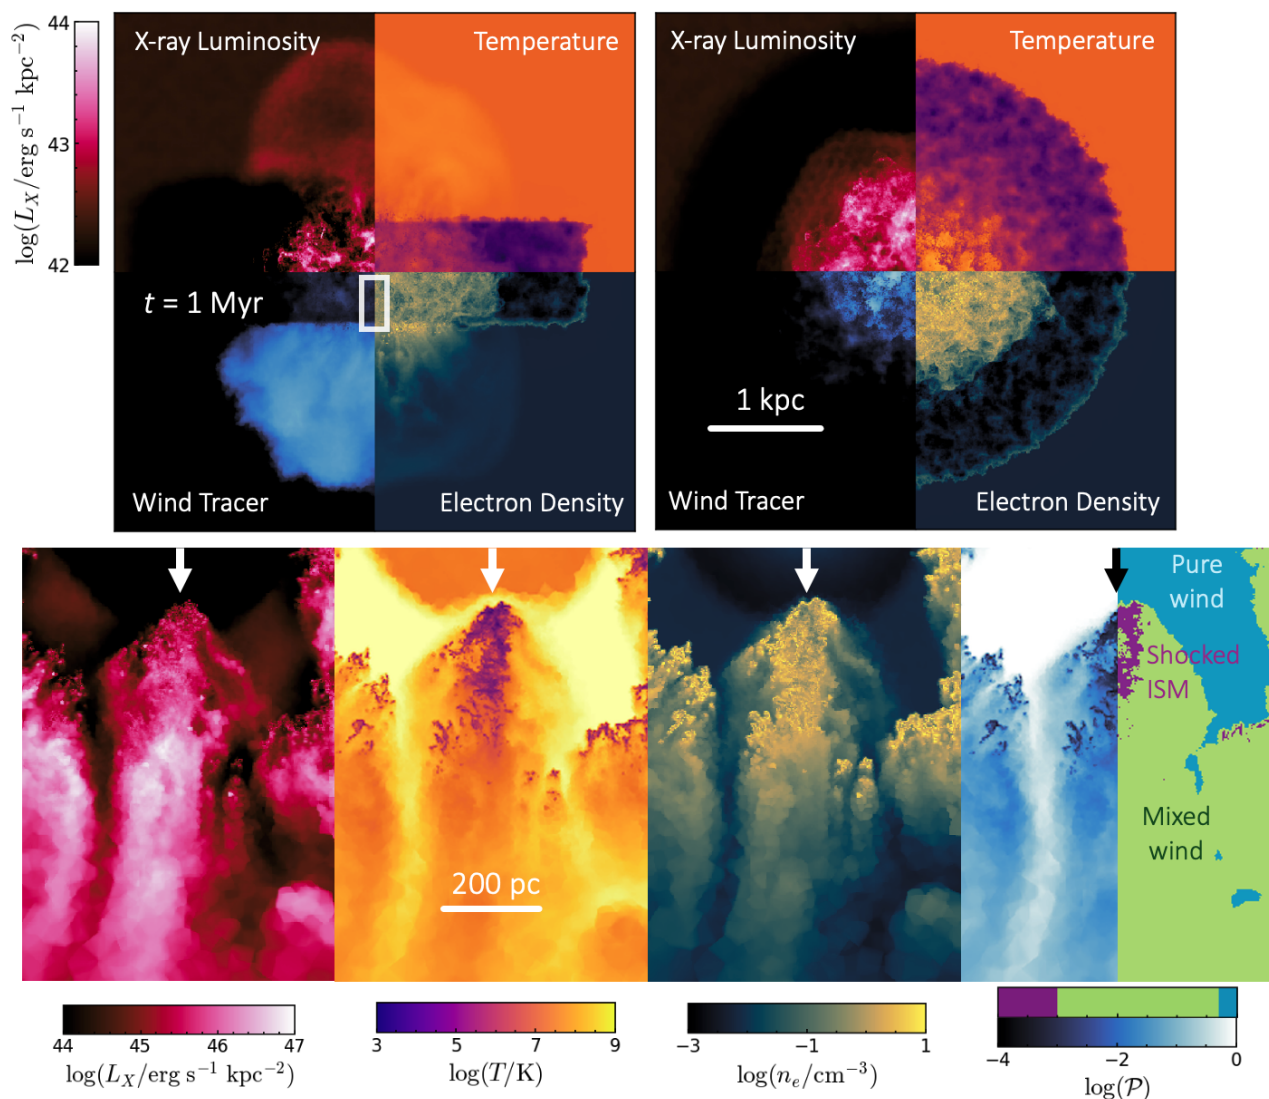 44
43
42
log(L_X/erg s⁻¹ kpc⁻²)
X-ray Luminosity
Temperature
t = 1 Myr
Wind Tracer
Electron Density
X-ray Luminosity
Temperature
1 kpc
Wind Tracer
Electron Density
200 pc
Pure
wind
Shocked
ISM
Mixed
wind
44 45 46 47
log(L_X/erg s⁻¹ kpc⁻²)
3 5 7 9
log(T/K)
−3 −1 1
log(n_e/cm⁻³)
−4 −2 0
log(𝒫)